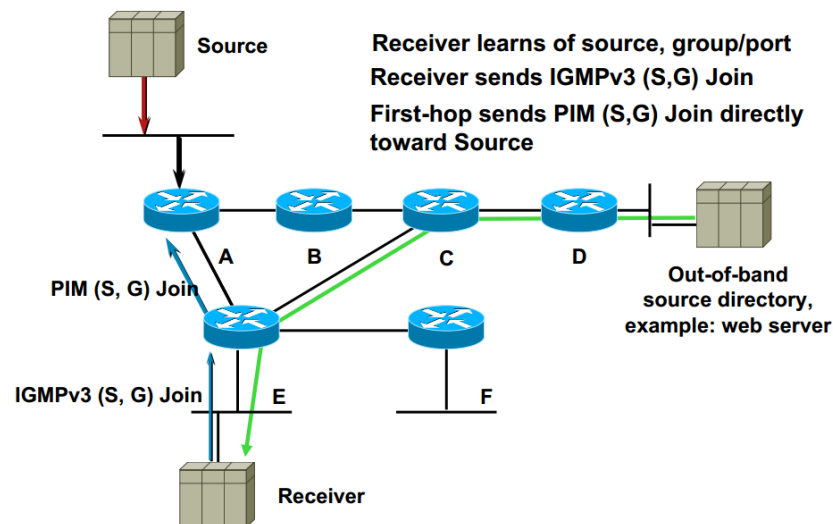 Source
Receiver learns of source, group/port
Receiver sends IGMPv3 (S,G) Join
First-hop sends PIM (S,G) Join directly
toward Source
A
B
C
D
PIM (S, G) Join
Out-of-band
source directory,
example: web server
IGMPv3 (S, G) Join
E
F
Receiver